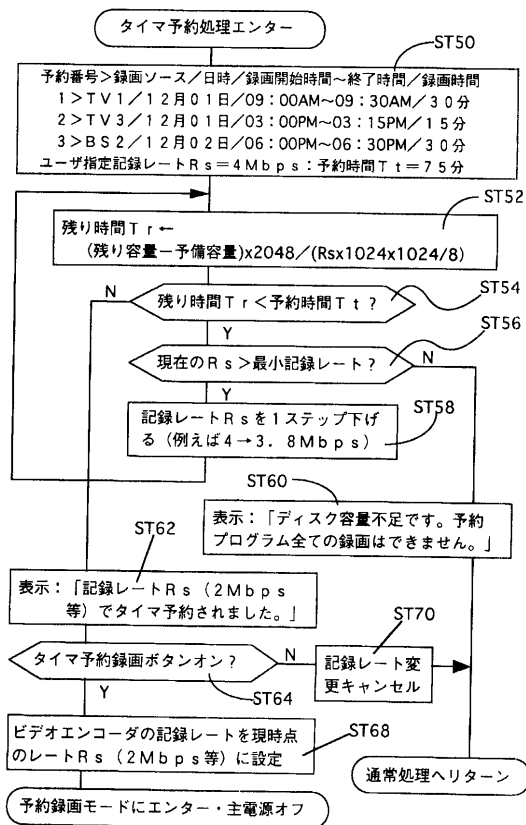 タイマ予約処理エンター
ST50
予約番号>録画ソース/日時/録画開始時間~終了時間/録画時間
1>TV1/12月01日/09:00AM~09:30AM/30分
2>TV3/12月01日/03:00PM~03:15PM/15分
3>BS2/12月02日/06:00PM~06:30PM/30分
ユーザ指定記録レートRs=4Mbps:予約時間Tt=75分
ST52
残り時間Tr←
(残り容量-予備容量)x2048/(Rsx1024x1024/8)
ST54
N
残り時間Tr<予約時間Tt?
Y
ST56
現在のRs>最小記録レート?
N
Y
記録レートRsを1ステップ下げ
る(例えば4→3.8Mbps)
ST58
ST60
表示:「ディスク容量不足です。予約
プログラム全ての録画はできません。」
ST62
表示:「記録レートRs(2Mbps
等)でタイマ予約されました。」
ST70
タイマ予約録画ボタンオン?
N
記録レート変
更キャンセル
ST64
Y
ビデオエンコーダの記録レートを現時点
のレートRs(2Mbps等)に設定
ST68
通常処理へリターン
予約録画モードにエンター・主電源オフ